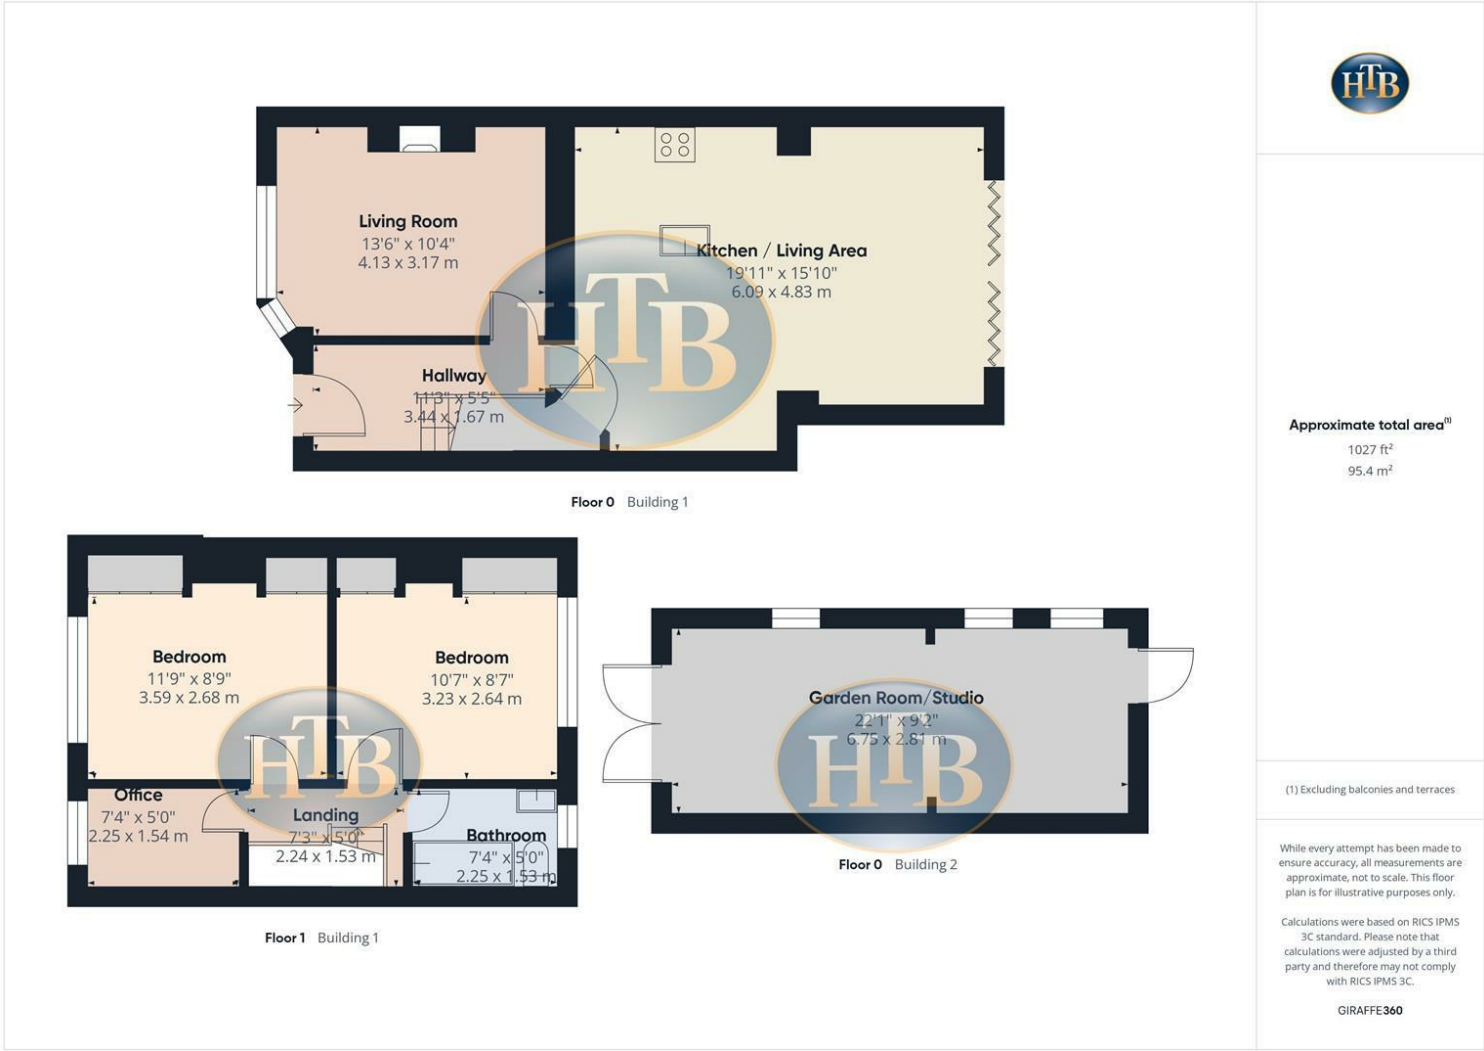 HTB
Living Room
13'6" x 10'4"
4.13 x 3.17 m
Kitchen / Living Area
19'11" x 15'10"
6.09 x 4.83 m
HTB
Hallway
11'3" x 5'5"
3.44 x 1.67 m
Floor 0 Building 1
Approximate total area(1)
1027 ft²
95.4 m²
Bedroom
11'9" x 8'9"
3.59 x 2.68 m
Bedroom
10'7" x 8'7"
3.23 x 2.64 m
HTB
Office
7'4" x 5'0"
2.25 x 1.54 m
Landing
7'3" x 5'0"
2.24 x 1.53 m
Bathroom
7'4" x 5'0"
2.25 x 1.53 m
Floor 1 Building 1
Garden Room/Studio
22'1" x 9'2"
6.75 x 2.81 m
HTB
Floor 0 Building 2
(1) Excluding balconies and terraces
While every attempt has been made to
ensure accuracy, all measurements are
approximate, not to scale. This floor
plan is for illustrative purposes only.
Calculations were based on RICS IPMS
3C standard. Please note that
calculations were adjusted by a third
party and therefore may not comply
with RICS IPMS 3C.
GIRAFFE360